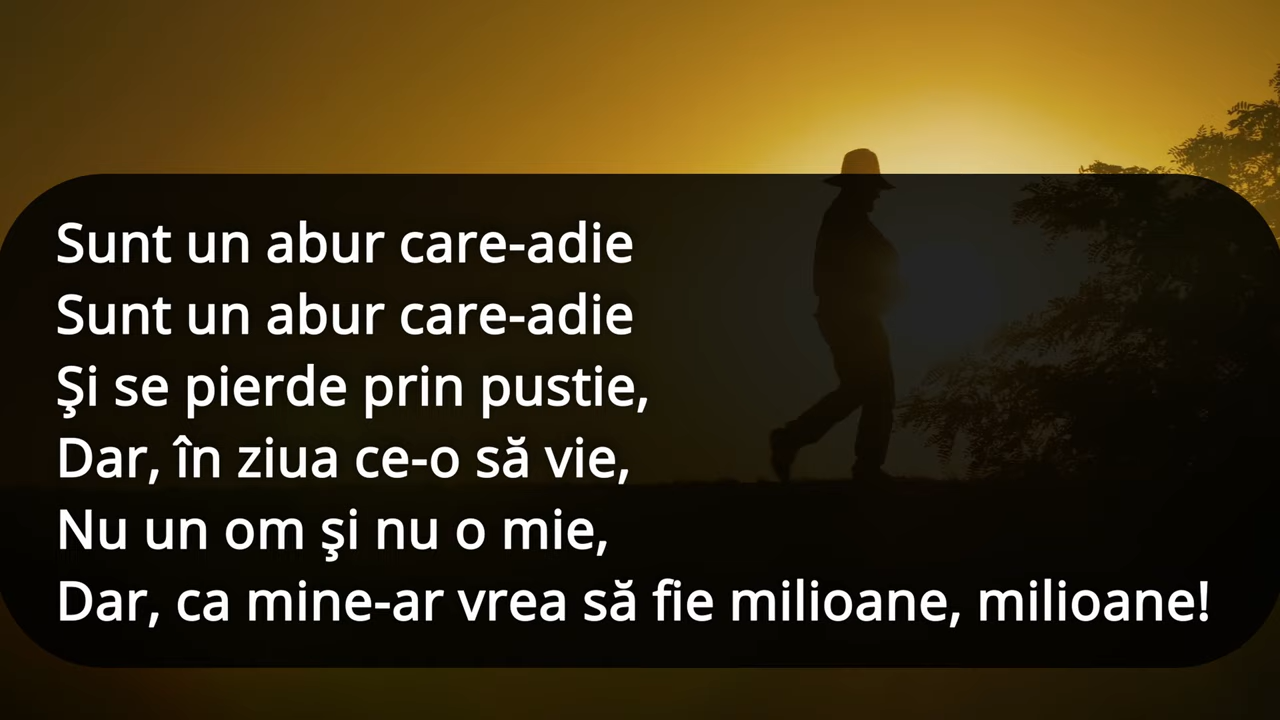 Sunt un abur care-adie
Sunt un abur care-adie
Şi se pierde prin pustie,
Dar, în ziua ce-o să vie,
Nu un om şi nu o mie,
Dar, ca mine-ar vrea să fie milioane, milioane!